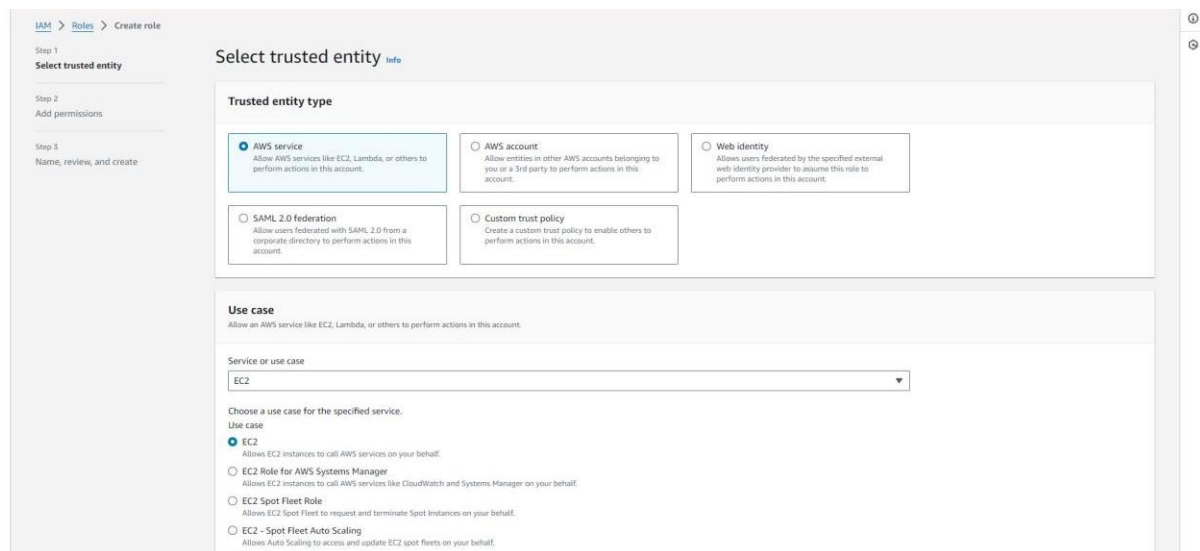 IAM > Roles > Create role
Step 1
Select trusted entity
Step 2
Add permissions
Step 3
Name, review, and create
Select trusted entity Info
Trusted entity type
AWS service
Allow AWS services like EC2, Lambda, or others to
perform actions in this account.
AWS account
Allow entities in other AWS accounts belonging to
you or a 3rd party to perform actions in this
account.
Web identity
Allows users federated by the specified external
web identity provider to assume this role to
perform actions in this account.
SAML 2.0 federation
Allow users federated with SAML 2.0 from a
corporate directory to perform actions in this
account.
Custom trust policy
Create a custom trust policy to enable others to
perform actions in this account.
Use case
Allow an AWS service like EC2, Lambda, or others to perform actions in this account.
Service or use case
EC2
Choose a use case for the specified service.
Use case
EC2
Allows EC2 instances to call AWS services on your behalf.
EC2 Role for AWS Systems Manager
Allows EC2 instances to call AWS services like CloudWatch and Systems Manager on your behalf.
EC2 Spot Fleet Role
Allows EC2 Spot Fleet to request and terminate Spot Instances on your behalf.
EC2 - Spot Fleet Auto Scaling
Allows Auto Scaling to access and update EC2 spot fleets on your behalf.